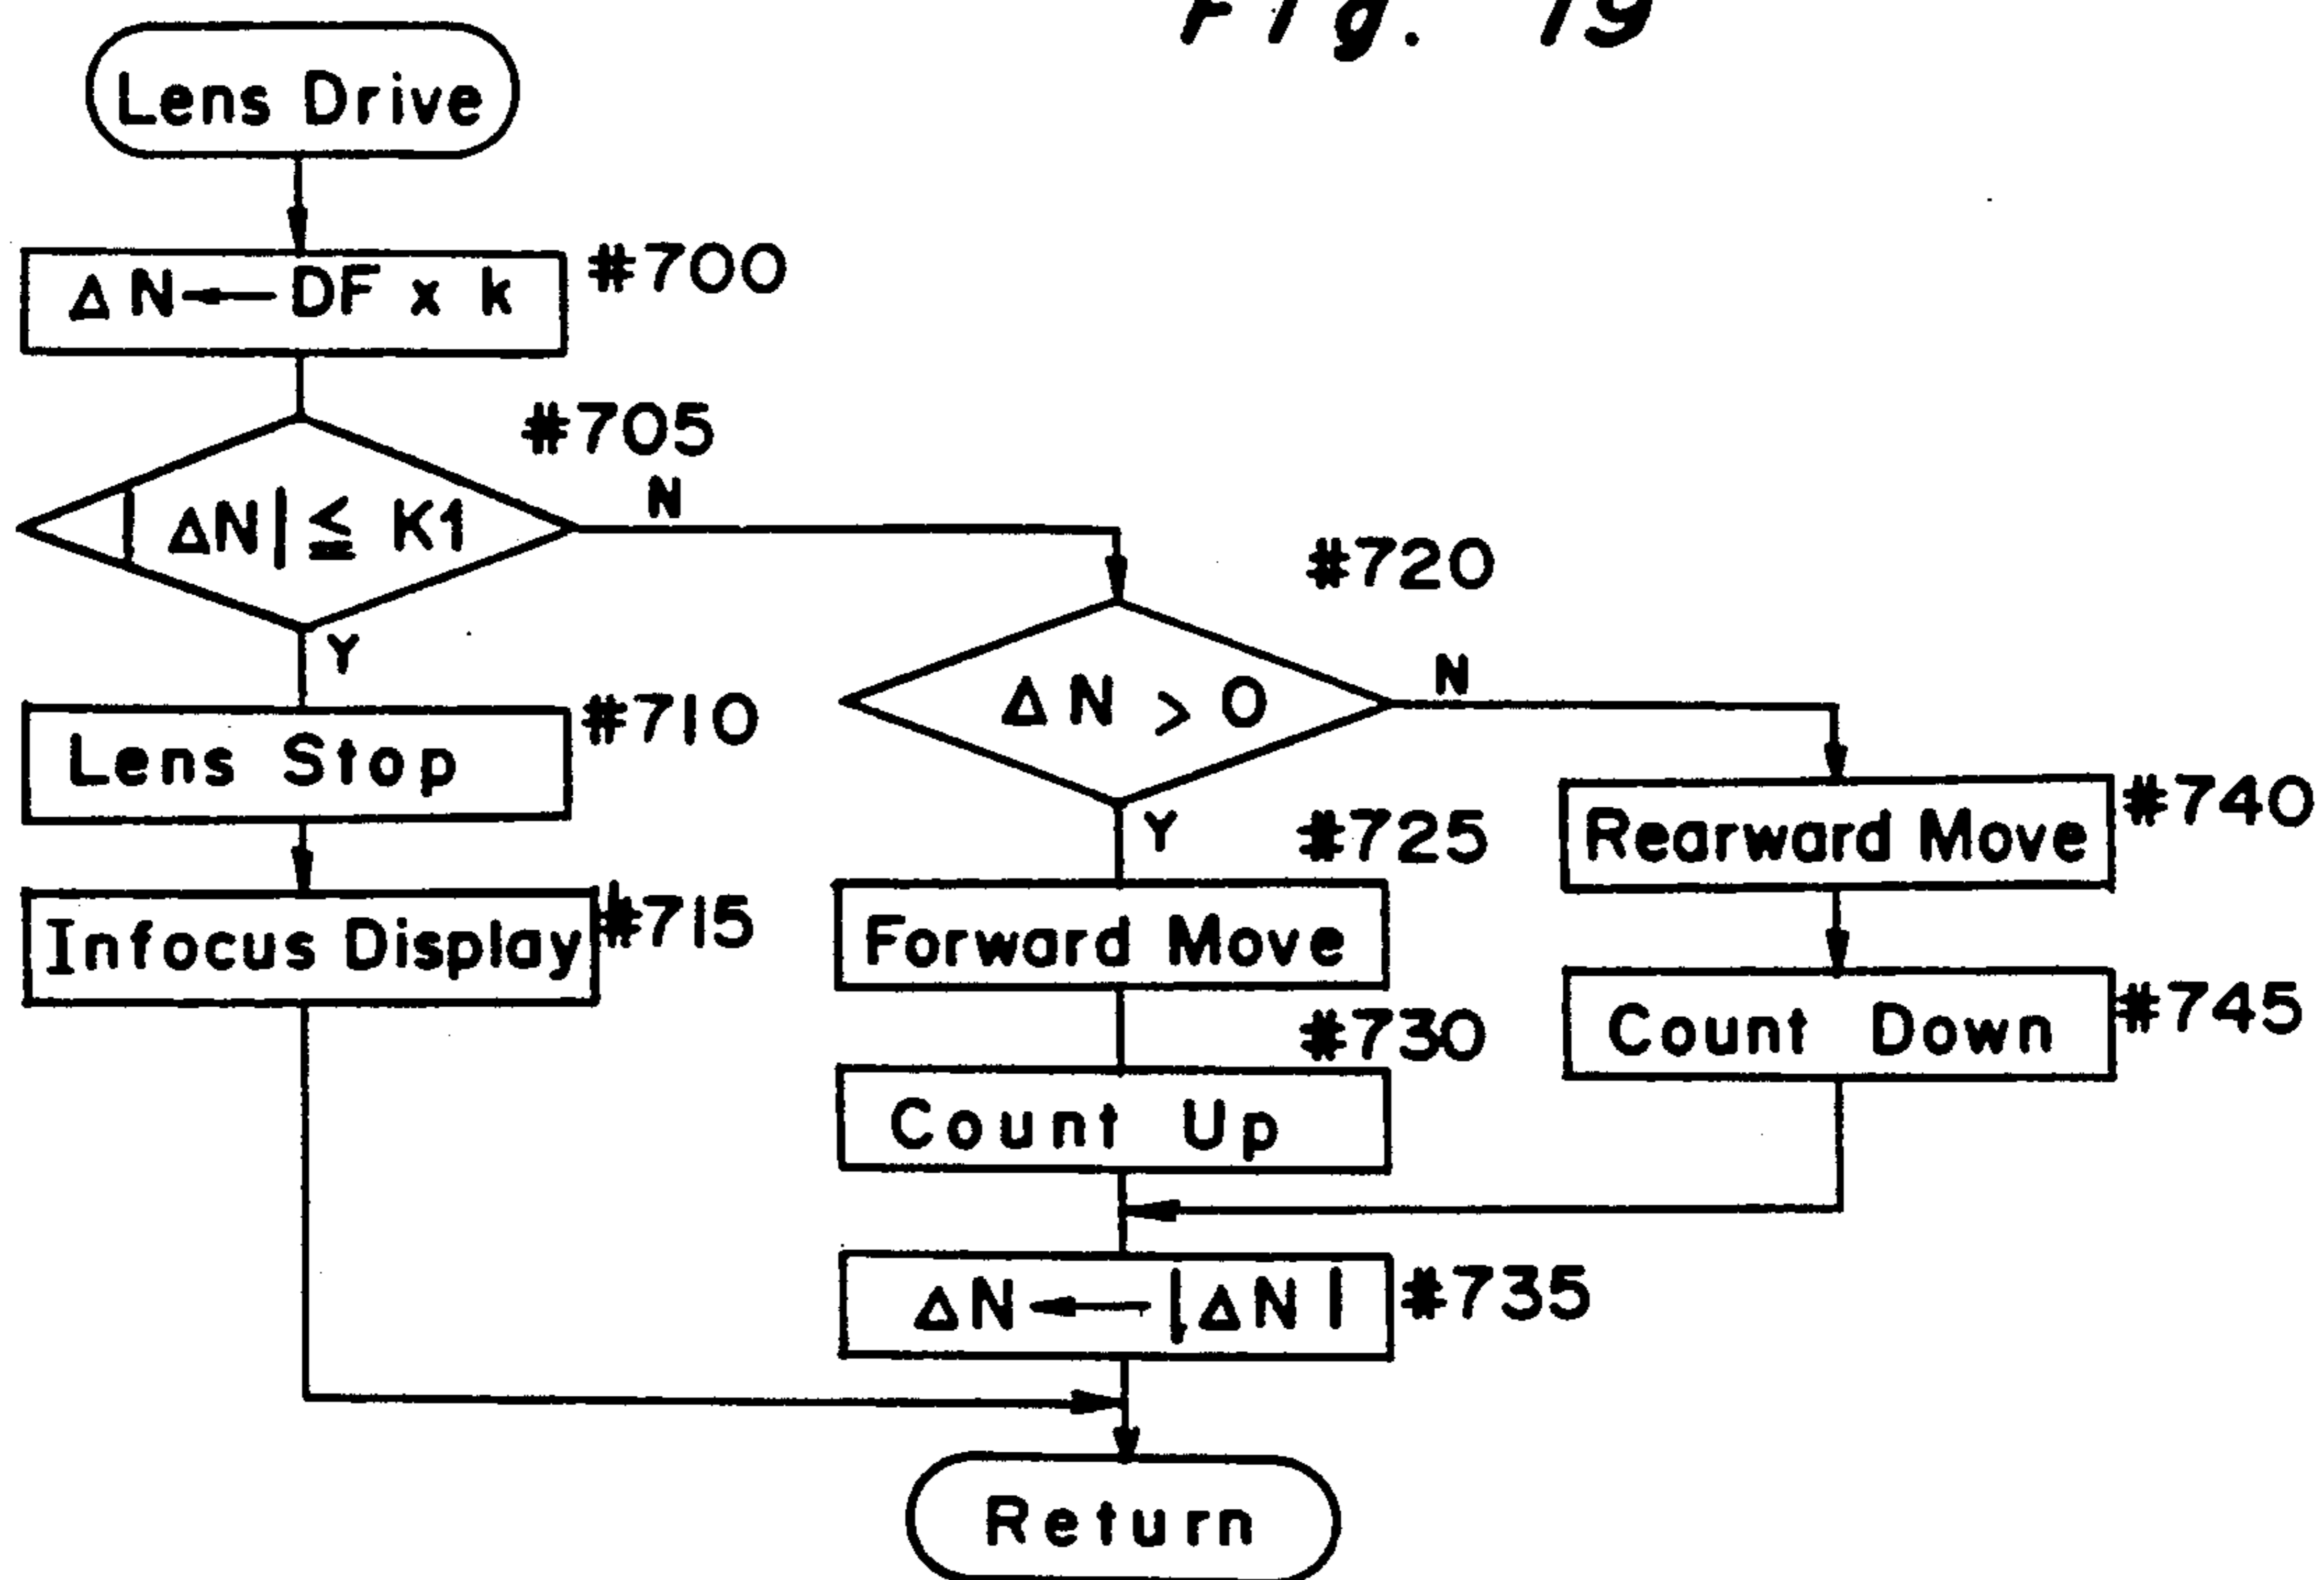 Fig. 19
Lens Drive
ΔN ← DF x k
#700
#705
|ΔN| ≦ K1
N
Y
#720
ΔN > 0
N
Y
Lens Stop
#710
Infocus Display
#715
#725
Forward Move
#730
Count Up
Rearward Move
#740
Count Down
#745
ΔN ← |ΔN|
#735
Return